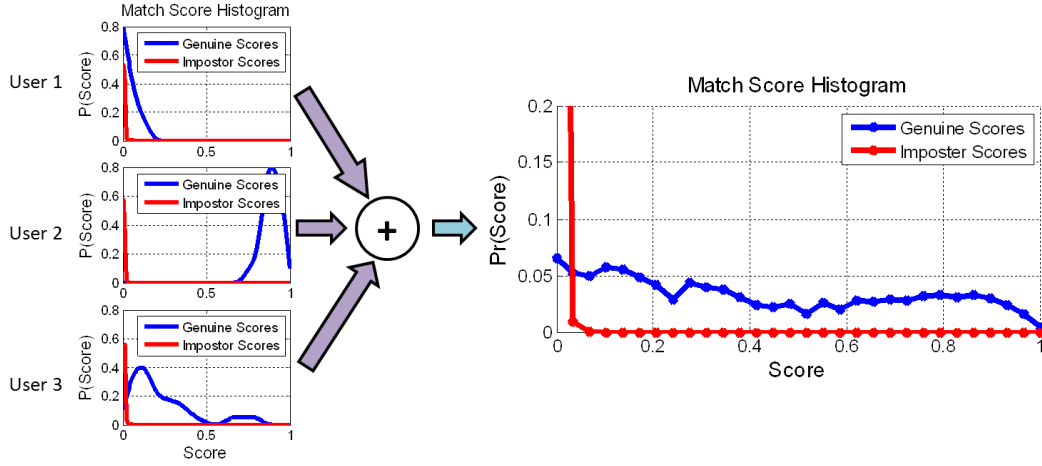 Match Score Histogram
User 1
P(Score)
0.8
0.6
0.4
0.2
0
Genuine Scores
Impostor Scores
0 0.5 1
User 2
P(Score)
0.8
0.6
0.4
0.2
0
Genuine Scores
Impostor Scores
0 0.5 1
User 3
P(Score)
0.8
0.6
0.4
0.2
0
Genuine Scores
Impostor Scores
0 0.5 1
Score
+
Match Score Histogram
Pr(Score)
0.2
0.15
0.1
0.05
0
Genuine Scores
Imposter Scores
0 0.2 0.4 0.6 0.8 1
Score